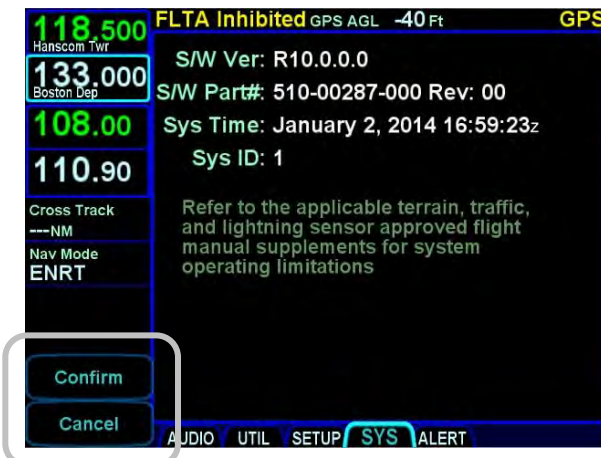 118.500
Hanscom Twr
133.000
Boston Dep
108.00
110.90
Cross Track
---NM
Nav Mode
ENRT
Confirm
Cancel
FLTA Inhibited GPS AGL -40 Ft GPS
S/W Ver: R10.0.0.0
S/W Part#: 510-00287-000 Rev: 00
Sys Time: January 2, 2014 16:59:23z
Sys ID: 1
Refer to the applicable terrain, traffic,
and lightning sensor approved flight
manual supplements for system
operating limitations
AUDIO UTIL SETUP SYS ALERT